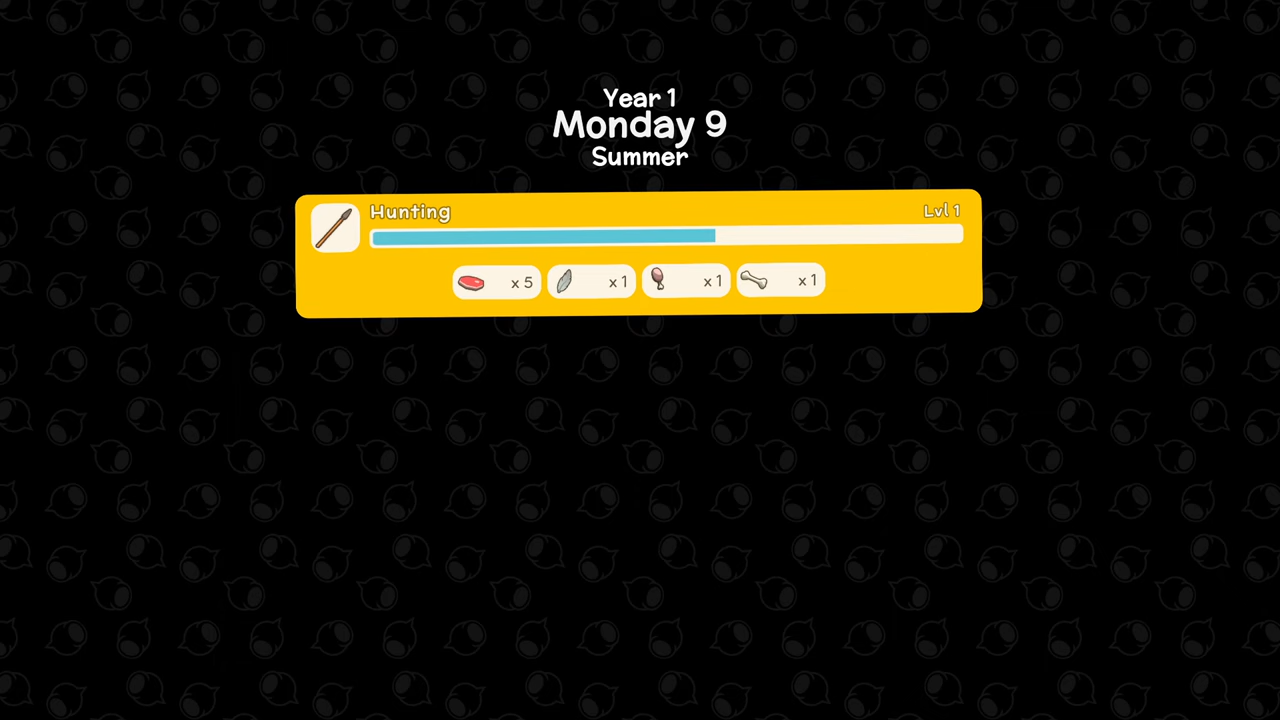 Year 1
Monday 9
Summer
Hunting
Lvl 1
x 5
x 1
x 1
x 1